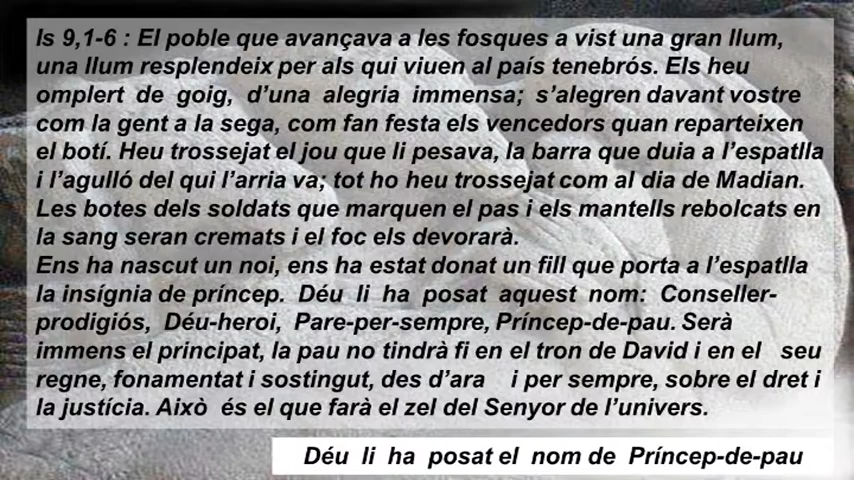 Is 9,1-6 : El poble que avançava a les fosques a vist una gran llum,
una llum resplendeix per als qui viuen al país tenebrós. Els heu
omplert de goig, d’una alegria immensa; s’alegren davant vostre
com la gent a la sega, com fan festa els vencedors quan reparteixen
el botí. Heu trossejat el jou que li pesava, la barra que duia a l’espatlla
i l’agulló del qui l’arria va; tot ho heu trossejat com al dia de Madian.
Les botes dels soldats que marquen el pas i els mantells rebolcats en
la sang seran cremats i el foc els devorarà.
Ens ha nascut un noi, ens ha estat donat un fill que porta a l’espatlla
la insígnia de príncep. Déu li ha posat aquest nom: Conseller-
prodigiós, Déu-heroi, Pare-per-sempre, Príncep-de-pau. Serà
immens el principat, la pau no tindrà fi en el tron de David i en el seu
regne, fonamentat i sostingut, des d’ara i per sempre, sobre el dret i
la justícia. Això és el que farà el zel del Senyor de l’univers.
Déu li ha posat el nom de Príncep-de-pau